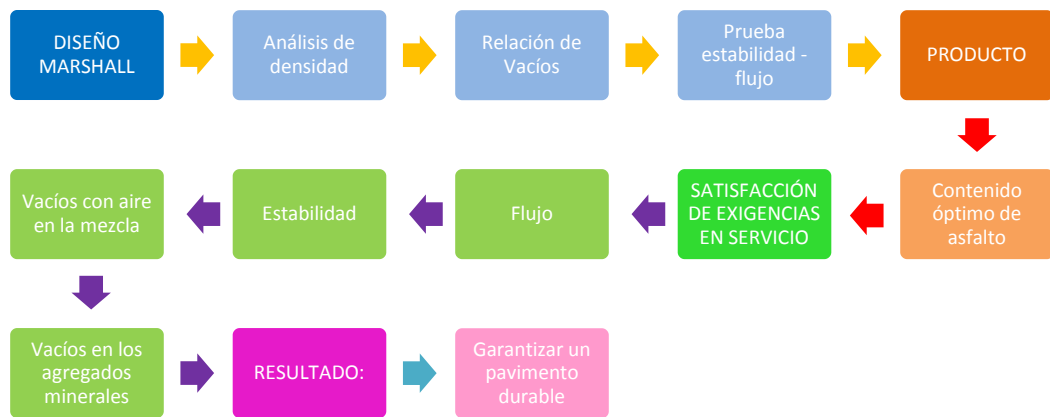 DISEÑO
MARSHALL
Análisis de
densidad
Relación de
Vacíos
Prueba
estabilidad -
flujo
PRODUCTO
Contenido
óptimo de
asfalto
SATISFACCIÓN
DE EXIGENCIAS
EN SERVICIO
Flujo
Estabilidad
Vacíos con aire
en la mezcla
Vacíos en los
agregados
minerales
RESULTADO:
Garantizar un
pavimento
durable